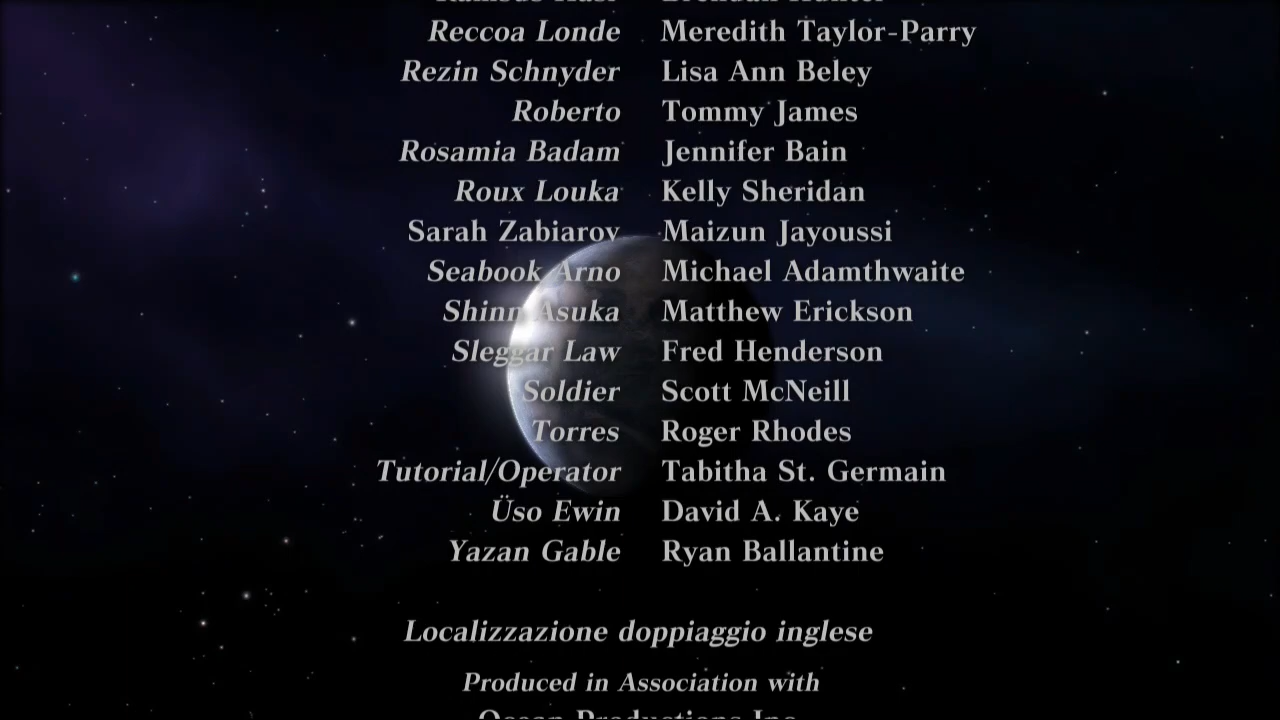 Reccoa Londe Meredith Taylor-Parry
Rezin Schnyder Lisa Ann Beley
Roberto Tommy James
Rosamia Badam Jennifer Bain
Roux Louka Kelly Sheridan
Sarah Zabiarov Maizun Jayoussi
Seabook Arno Michael Adamthwaite
Shinn Asuka Matthew Erickson
Sleggar Law Fred Henderson
Soldier Scott McNeill
Torres Roger Rhodes
Tutorial/Operator Tabitha St. Germain
Üso Ewin David A. Kaye
Yazan Gable Ryan Ballantine
Localizzazione doppiaggio inglese
Produced in Association with
Ocean Productions Inc.